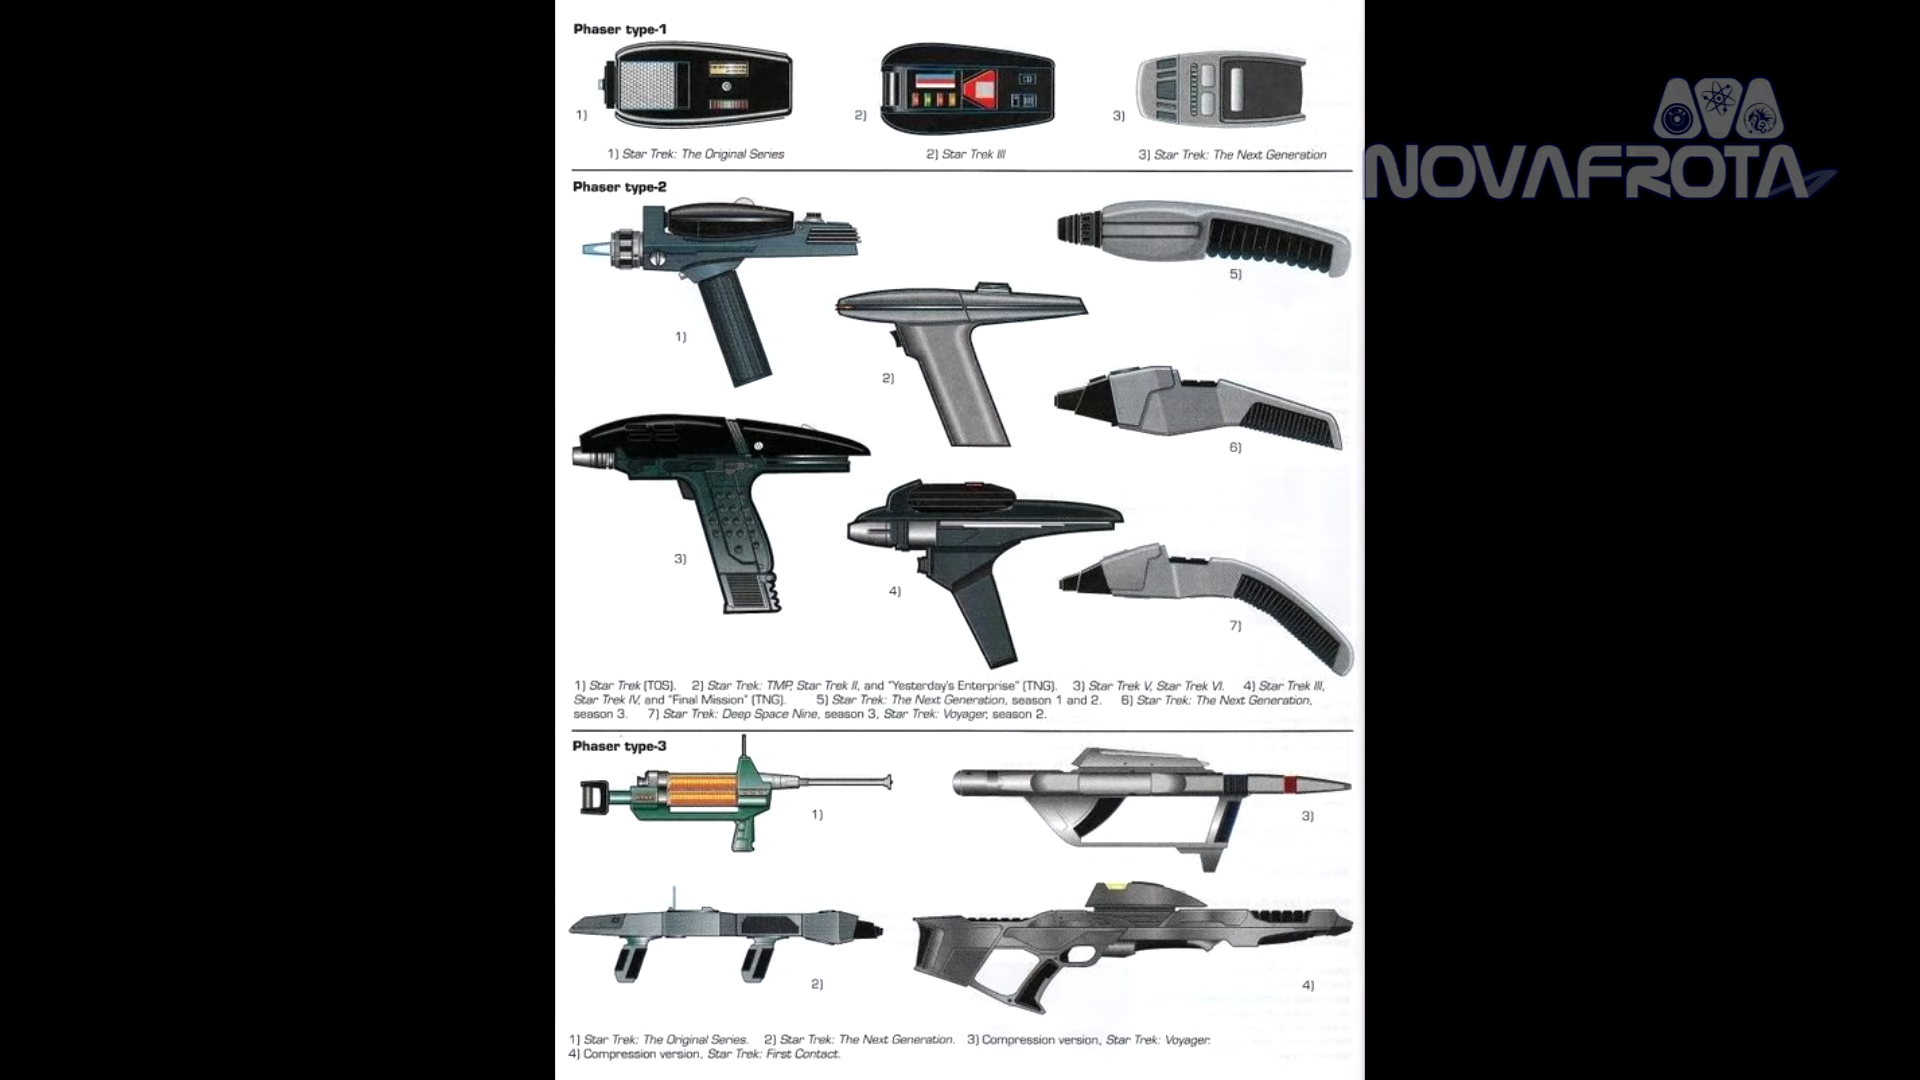 Phaser type-1
1)
2)
3)
1) Star Trek: The Original Series
2) Star Trek III
3) Star Trek: The Next Generation
NOVAFROTA
Phaser type-2
1)
5)
2)
6)
3)
4)
7)
1) Star Trek (TOS). 2) Star Trek: TMP, Star Trek II, and "Yesterday's Enterprise" (TNG). 3) Star Trek V, Star Trek VI. 4) Star Trek III,
Star Trek IV, and "Final Mission" (TNG). 5) Star Trek: The Next Generation, season 1 and 2. 6) Star Trek: The Next Generation,
season 3. 7) Star Trek: Deep Space Nine, season 3, Star Trek: Voyager, season 2.
Phaser type-3
1)
3)
2)
4)
1) Star Trek: The Original Series. 2) Star Trek: The Next Generation. 3) Compression version, Star Trek: Voyager.
4) Compression version, Star Trek: First Contact.